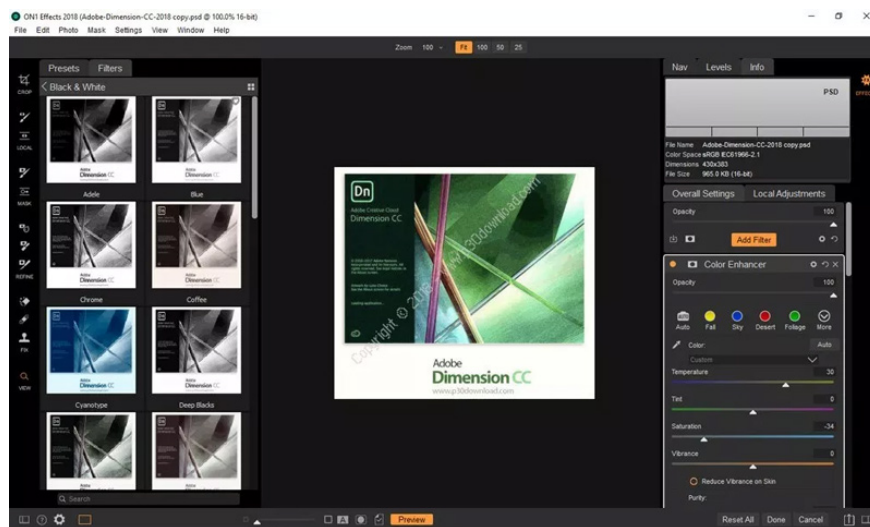 ON1 Effects 2018 (Adobe-Dimension-CC-2018 copy.psd @ 100.0% 16-bit)
File Edit Photo Mask Settings View Window Help
Zoom 100 Fit 100 50 25
Presets Filters
Black & White
Adele Blue
Chrome Coffee
Cyanotype Deep Blacks
Search
CROP
LOCAL
MASK
REFINE
FIX
VIEW
Dn
Adobe Creative Cloud
Dimension CC
Loading application...
Copyright © 2018 www.p30download.com
Adobe
Dimension CC
www.p30download.com
Nav Levels Info
PSD
File Name Adobe-Dimension-CC-2018 copy.psd
Color Space sRGB IEC61966-2.1
Dimensions 430x383
File Size 965.0 KB (16-bit)
Overall Settings Local Adjustments
Opacity 100
Add Filter
Color Enhancer
Opacity 100
Auto Fall Sky Desert Foliage More
Color: Auto
Custom
Temperature 30
Tint 0
Saturation -34
Vibrance 0
Reduce Vibrance on Skin
Purity:
Preview
Reset All Done Cancel